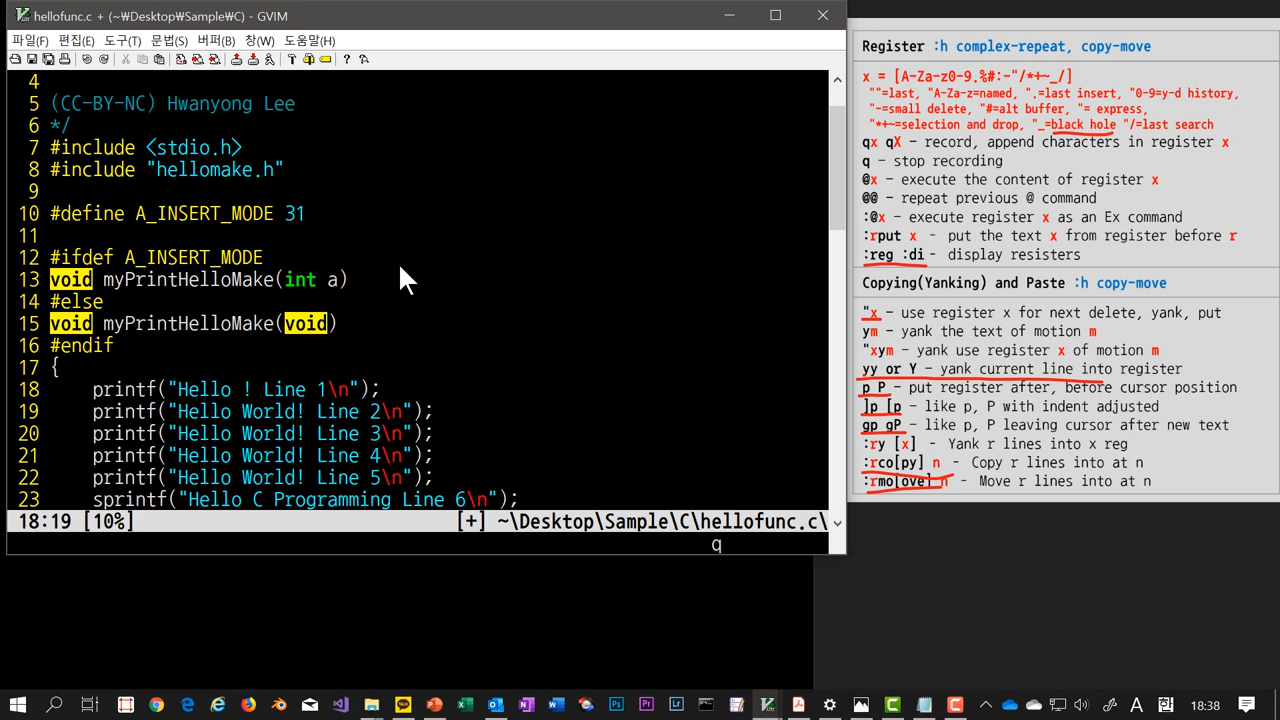 hellofunc.c + (~₩Desktop₩Sample₩C) - GVIM
파일(F) 편집(E) 도구(T) 문법(S) 버퍼(B) 창(W) 도움말(H)
4
5 (CC-BY-NC) Hwanyong Lee
6 */
7 #include <stdio.h>
8 #include "hellomake.h"
9
10 #define A_INSERT_MODE 31
11
12 #ifdef A_INSERT_MODE
13 void myPrintHelloMake(int a)
14 #else
15 void myPrintHelloMake(void)
16 #endif
17 {
18     printf("Hello ! Line 1\n");
19     printf("Hello World! Line 2\n");
20     printf("Hello World! Line 3\n");
21     printf("Hello World! Line 4\n");
22     printf("Hello World! Line 5\n");
23     sprintf("Hello C Programming Line 6\n");
18:19 [10%] [+] ~\Desktop\Sample\C\hellofunc.c\
q
Register :h complex-repeat, copy-move
x = [A-Za-z0-9.%#:-"/*+~_/]
""=last, "A-Za-z=named, ".=last insert, "0-9=y-d history,
"-=small delete, "#=alt buffer, "= express,
"*+~=selection and drop, "_=black hole "/=last search
qx qX - record, append characters in register x
q - stop recording
@x - execute the content of register x
@@ - repeat previous @ command
:@x - execute register x as an Ex command
:rput x - put the text x from register before r
:reg :di - display resisters
Copying(Yanking) and Paste :h copy-move
"x - use register x for next delete, yank, put
ym - yank the text of motion m
"xym - yank use register x of motion m
yy or Y - yank current line into register
p P - put register after, before cursor position
]p [p - like p, P with indent adjusted
gp gP - like p, P leaving cursor after new text
:ry [x] - Yank r lines into x reg
:rco[py] n - Copy r lines into at n
:rmo[ove] n - Move r lines into at n
A 한 18:38